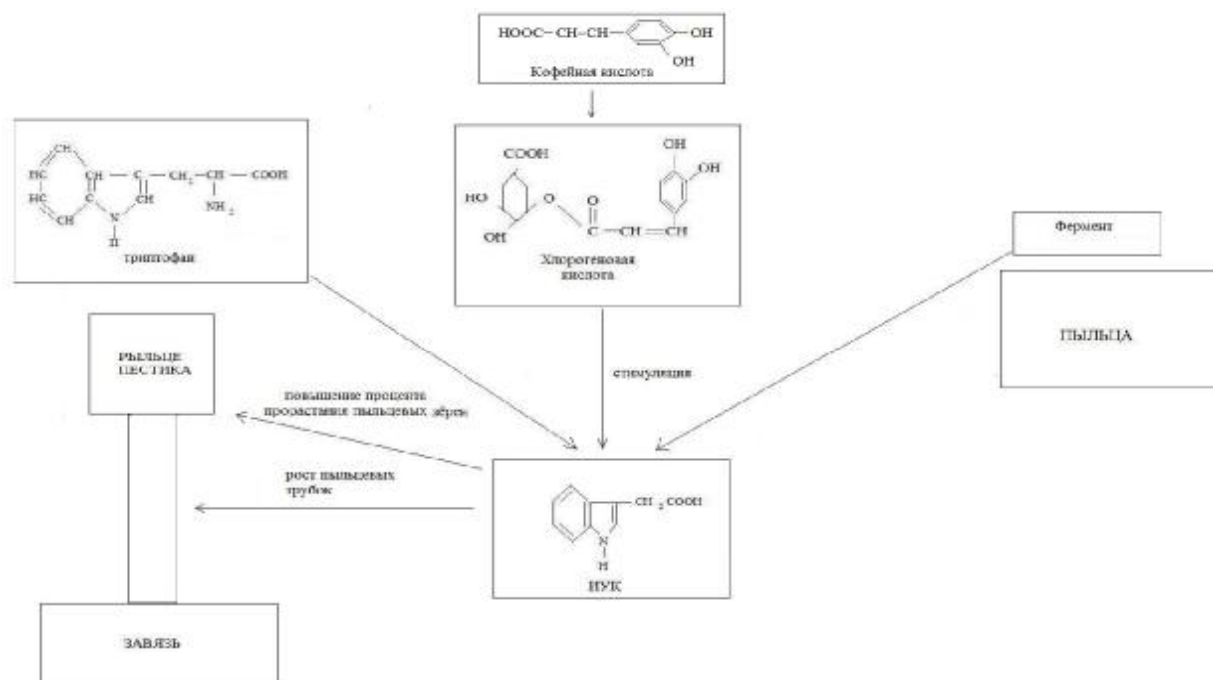 HOOC–CH–CH–
OH
OH
Кофейная кислота
COOH
HO
OH
O
O
C–CH=CH
OH
OH
Хлорогеновая
кислота
CH
HC
HC
CH
CH
C
C
CH
N
H
CH2–CH–COOH
NH2
триптофан
Фермент
ПЫЛЬЦА
РЫЛЬЦЕ
ПЕСТИКА
стимуляция
повышение процента
прорастания пыльцевых зёрен
рост пыльцевых
трубок
CH2COOH
N
H
ИУК
ЗАВЯЗЬ